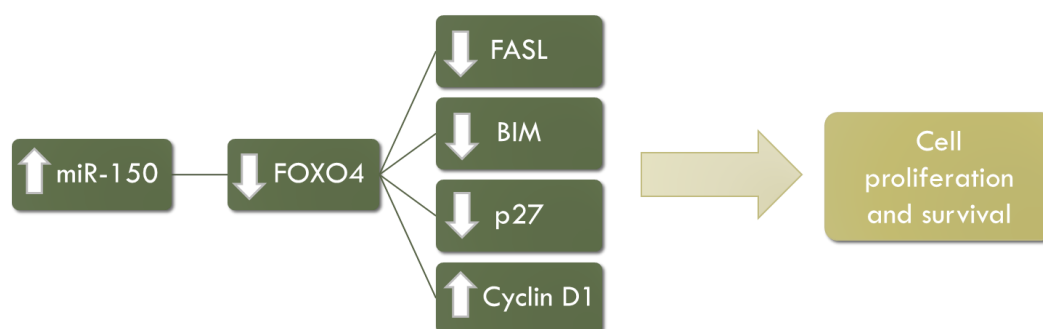 miR-150
FOXO4
FASL
BIM
p27
Cyclin D1
Cell
proliferation
and survival